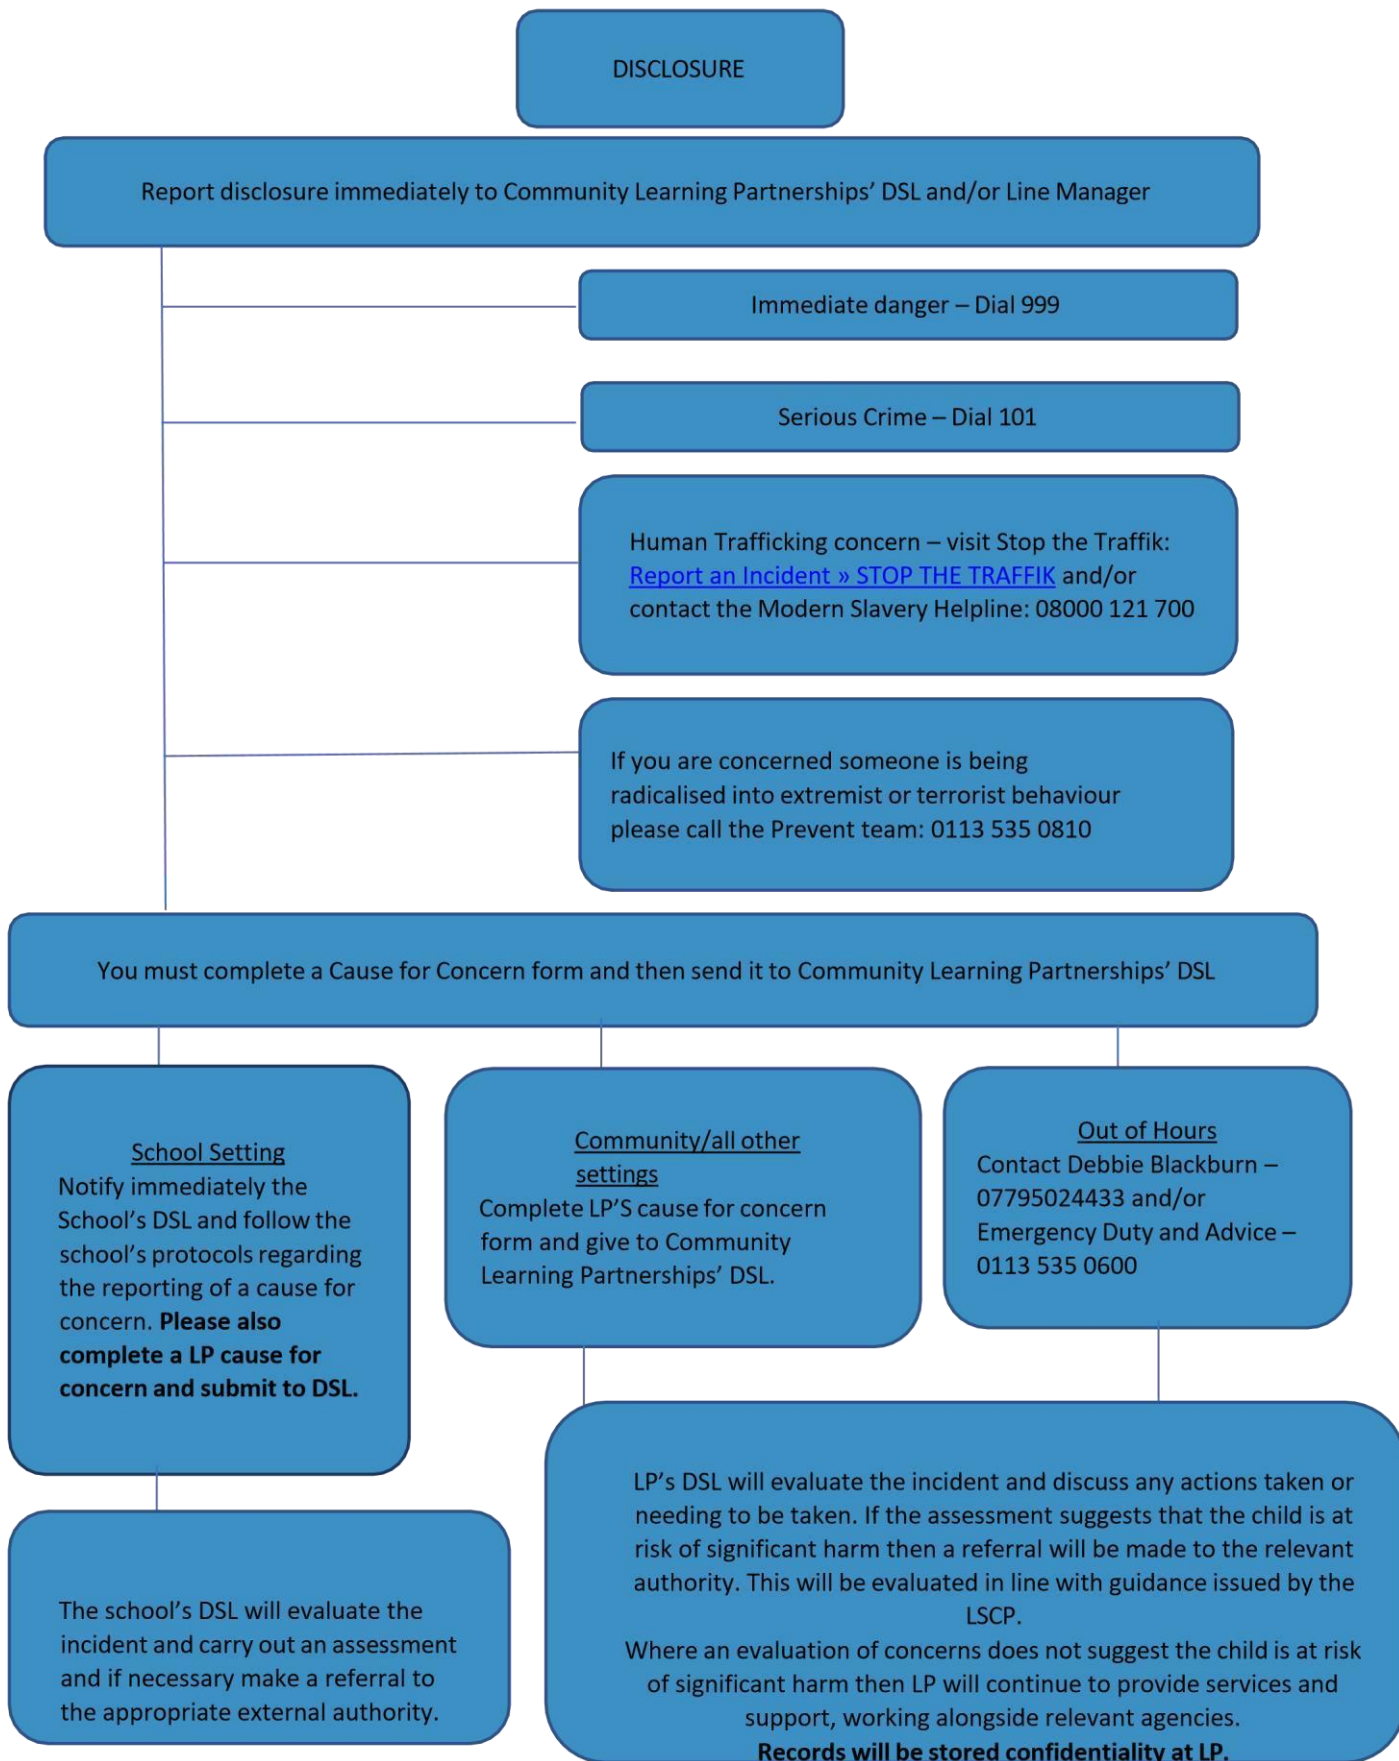 DISCLOSURE
Report disclosure immediately to Community Learning Partnerships’ DSL and/or Line Manager
Immediate danger – Dial 999
Serious Crime – Dial 101
Human Trafficking concern – visit Stop the Traffik:
Report an Incident » STOP THE TRAFFIK and/or
contact the Modern Slavery Helpline: 08000 121 700
If you are concerned someone is being
radicalised into extremist or terrorist behaviour
please call the Prevent team: 0113 535 0810
You must complete a Cause for Concern form and then send it to Community Learning Partnerships’ DSL
School Setting
Notify immediately the
School’s DSL and follow the
school’s protocols regarding
the reporting of a cause for
concern. Please also
complete a LP cause for
concern and submit to DSL.
Community/all other
settings
Complete LP’S cause for concern
form and give to Community
Learning Partnerships’ DSL.
Out of Hours
Contact Debbie Blackburn –
07795024433 and/or
Emergency Duty and Advice –
0113 535 0600
The school’s DSL will evaluate the
incident and carry out an assessment
and if necessary make a referral to
the appropriate external authority.
LP’s DSL will evaluate the incident and discuss any actions taken or
needing to be taken. If the assessment suggests that the child is at
risk of significant harm then a referral will be made to the relevant
authority. This will be evaluated in line with guidance issued by the
LSCP.
Where an evaluation of concerns does not suggest the child is at risk
of significant harm then LP will continue to provide services and
support, working alongside relevant agencies.
Records will be stored confidentiality at LP.